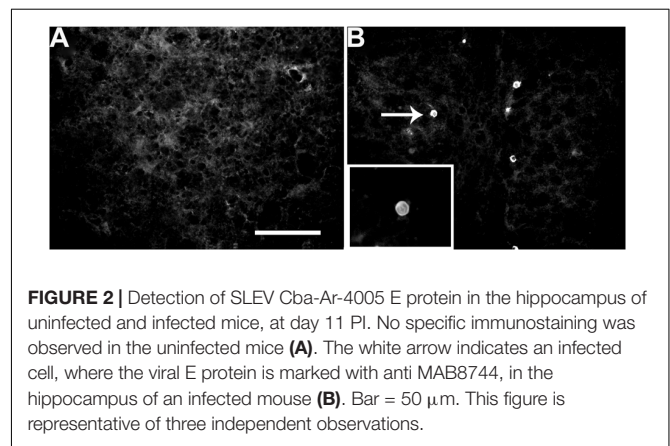 A
B
FIGURE 2 | Detection of SLEV Cba-Ar-4005 E protein in the hippocampus of
uninfected and infected mice, at day 11 PI. No specific immunostaining was
observed in the uninfected mice (A). The white arrow indicates an infected
cell, where the viral E protein is marked with anti MAB8744, in the
hippocampus of an infected mouse (B). Bar = 50 μm. This figure is
representative of three independent observations.